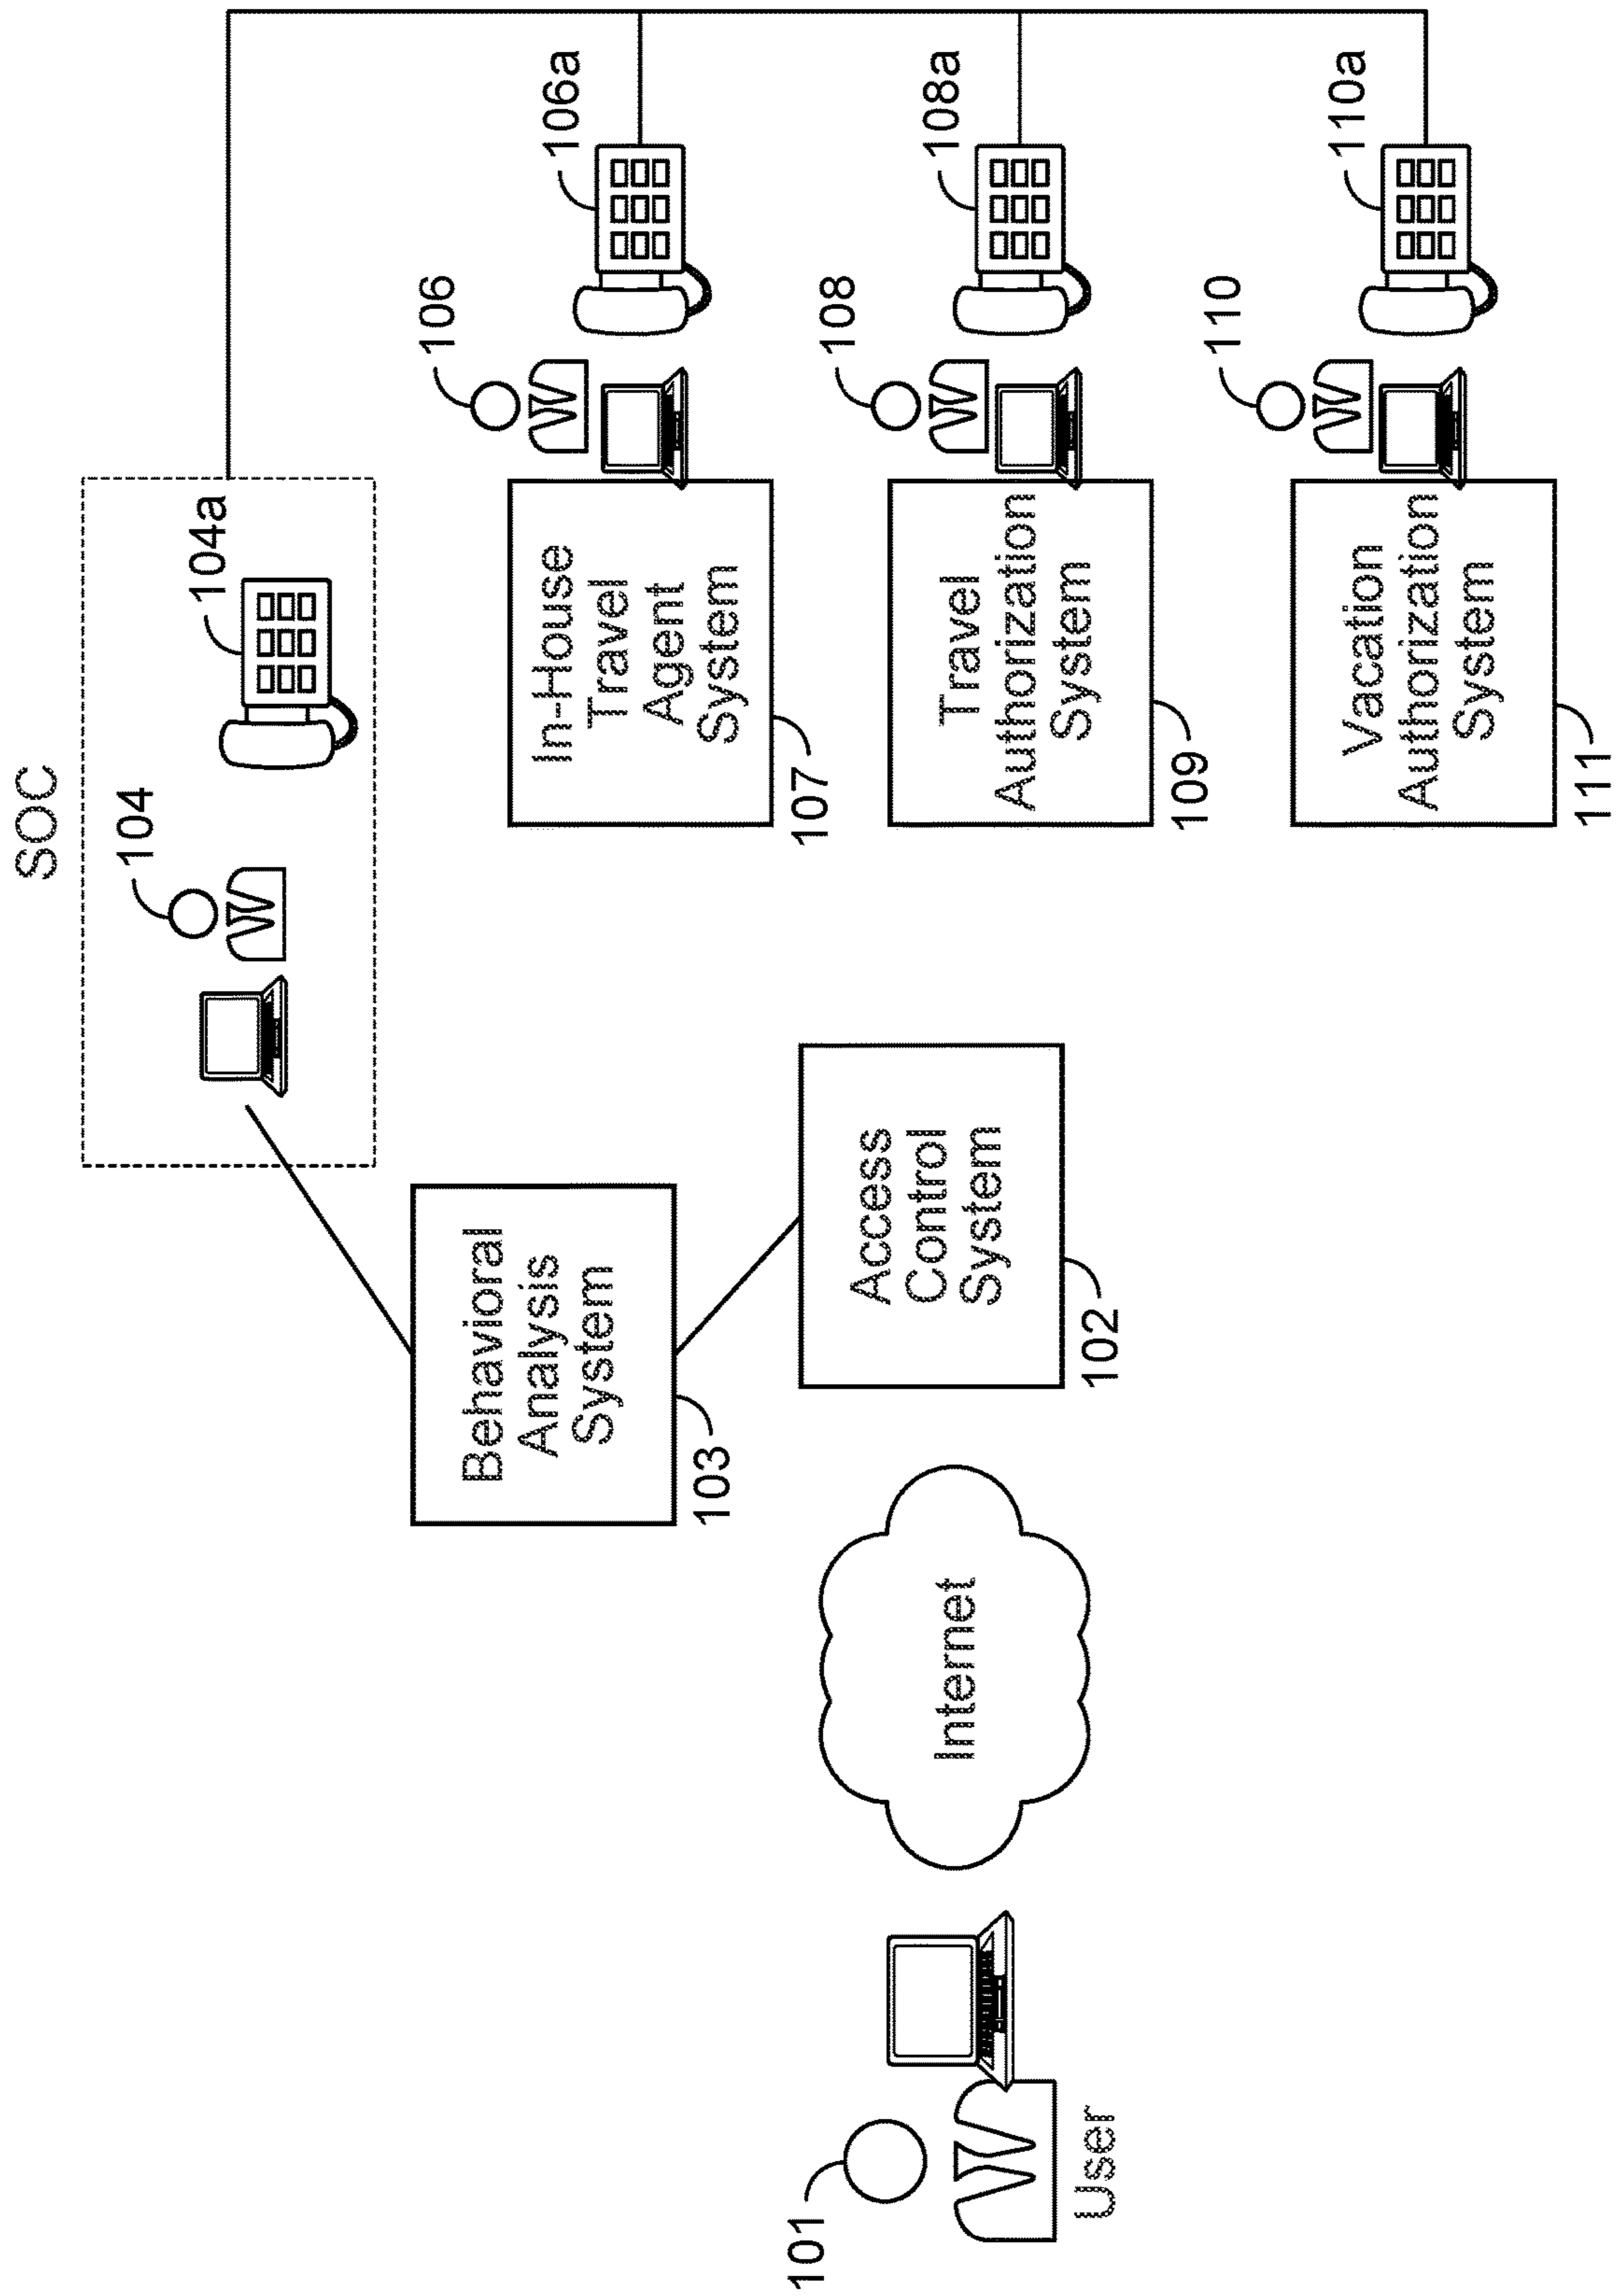 SOC
104
104a
106
106a
In-House
Travel
Agent
System
107
108
108a
Travel
Authorization
System
109
110
110a
Vacation
Authorization
System
111
Behavioral
Analysis
System
103
Access
Control
System
102
Internet
101
User